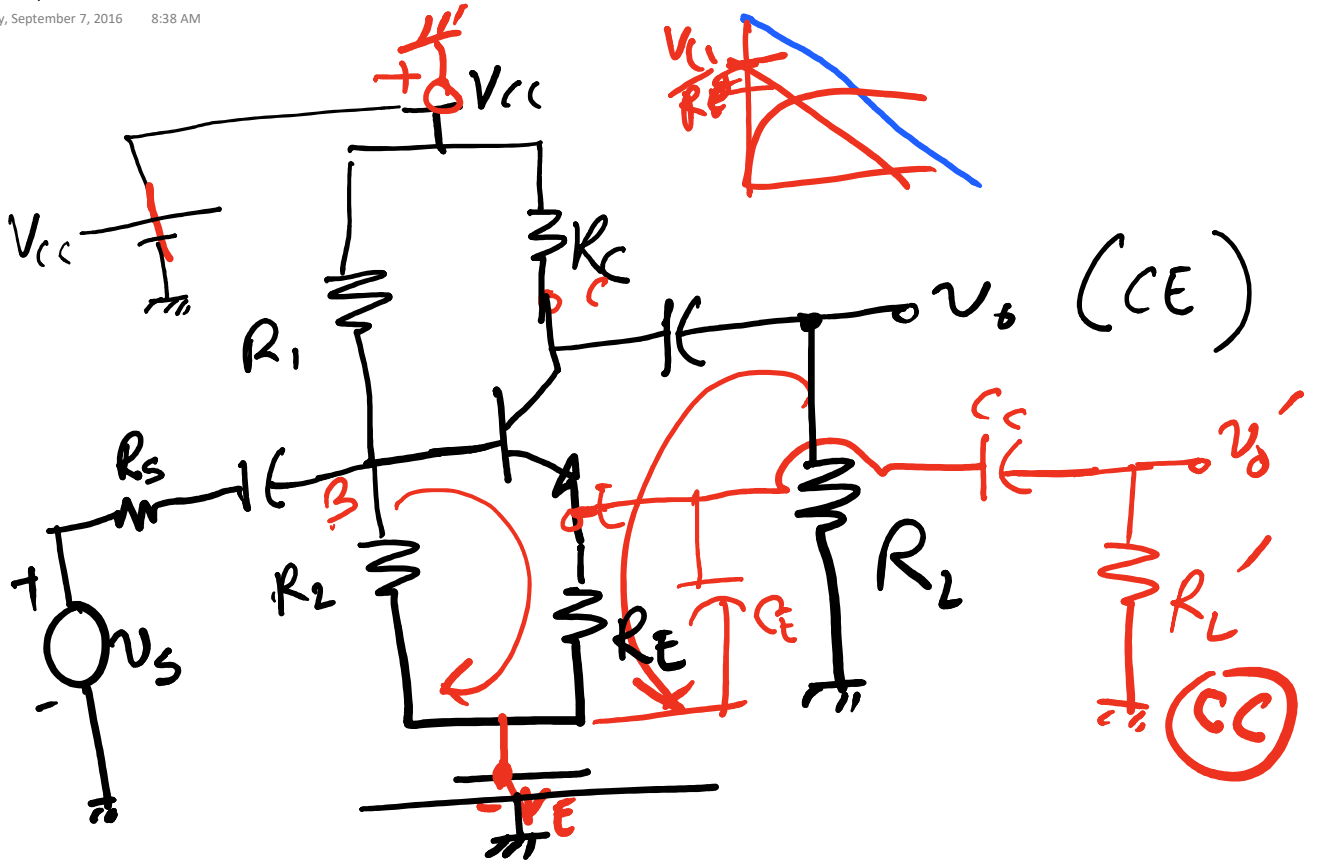 y, September 7, 2016 8:38 AM
+
VCC
VCC
RC
C
R1
RS
B
R2
+
vs
-
E
RE
CE
- VE
vo
(CE)
RL
CC
vo′
RL′
CC